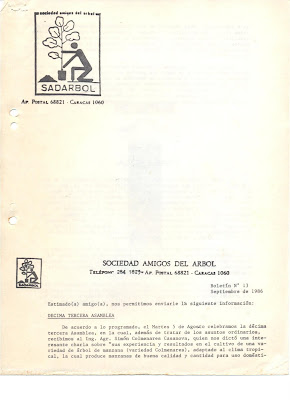 sociedad amigos del arbol
SADARBOL
Ap. Postal 68821 - Caracas 1060
SOCIEDAD AMIGOS DEL ARBOL
Ap. Postal 68821 - Caracas 1060
Boletín N° 13
Septiembre de 1986
Estimado(a) amigo(a), nos permitimos enviarle la siguiente información:
DECIMA TERCERA ASAMBLEA
De acuerdo a lo programado, el Martes 5 de Agosto celebramos la décima
tercera Asamblea, en la cual, además de tratar de los asuntos ordinarios,
recibimos al Ing. Agr. Simón Colmenares Casanova, quien nos dictó una inte-
resante charla sobre "sus experiencia y resultados en el cultivo de una va-
riedad de Árbol de manzana (variedad Colmenares), adaptado al clima tropi-
cal, la cual produce manzanas de buena calidad y cantidad para uso domésti-